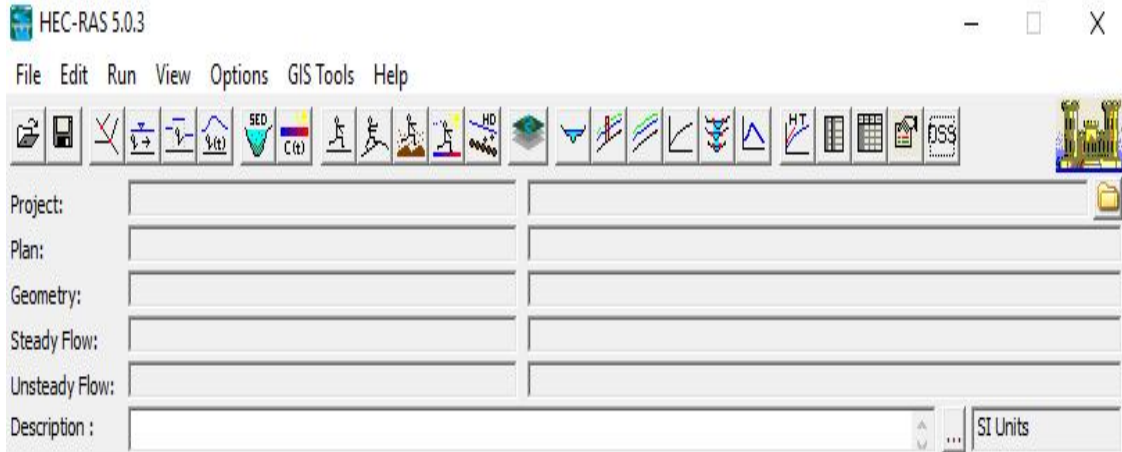 HEC-RAS 5.0.3
File Edit Run View Options GIS Tools Help
SED C(t) HD HT DSS
Project:
Plan:
Geometry:
Steady Flow:
Unsteady Flow:
Description : ... SI Units